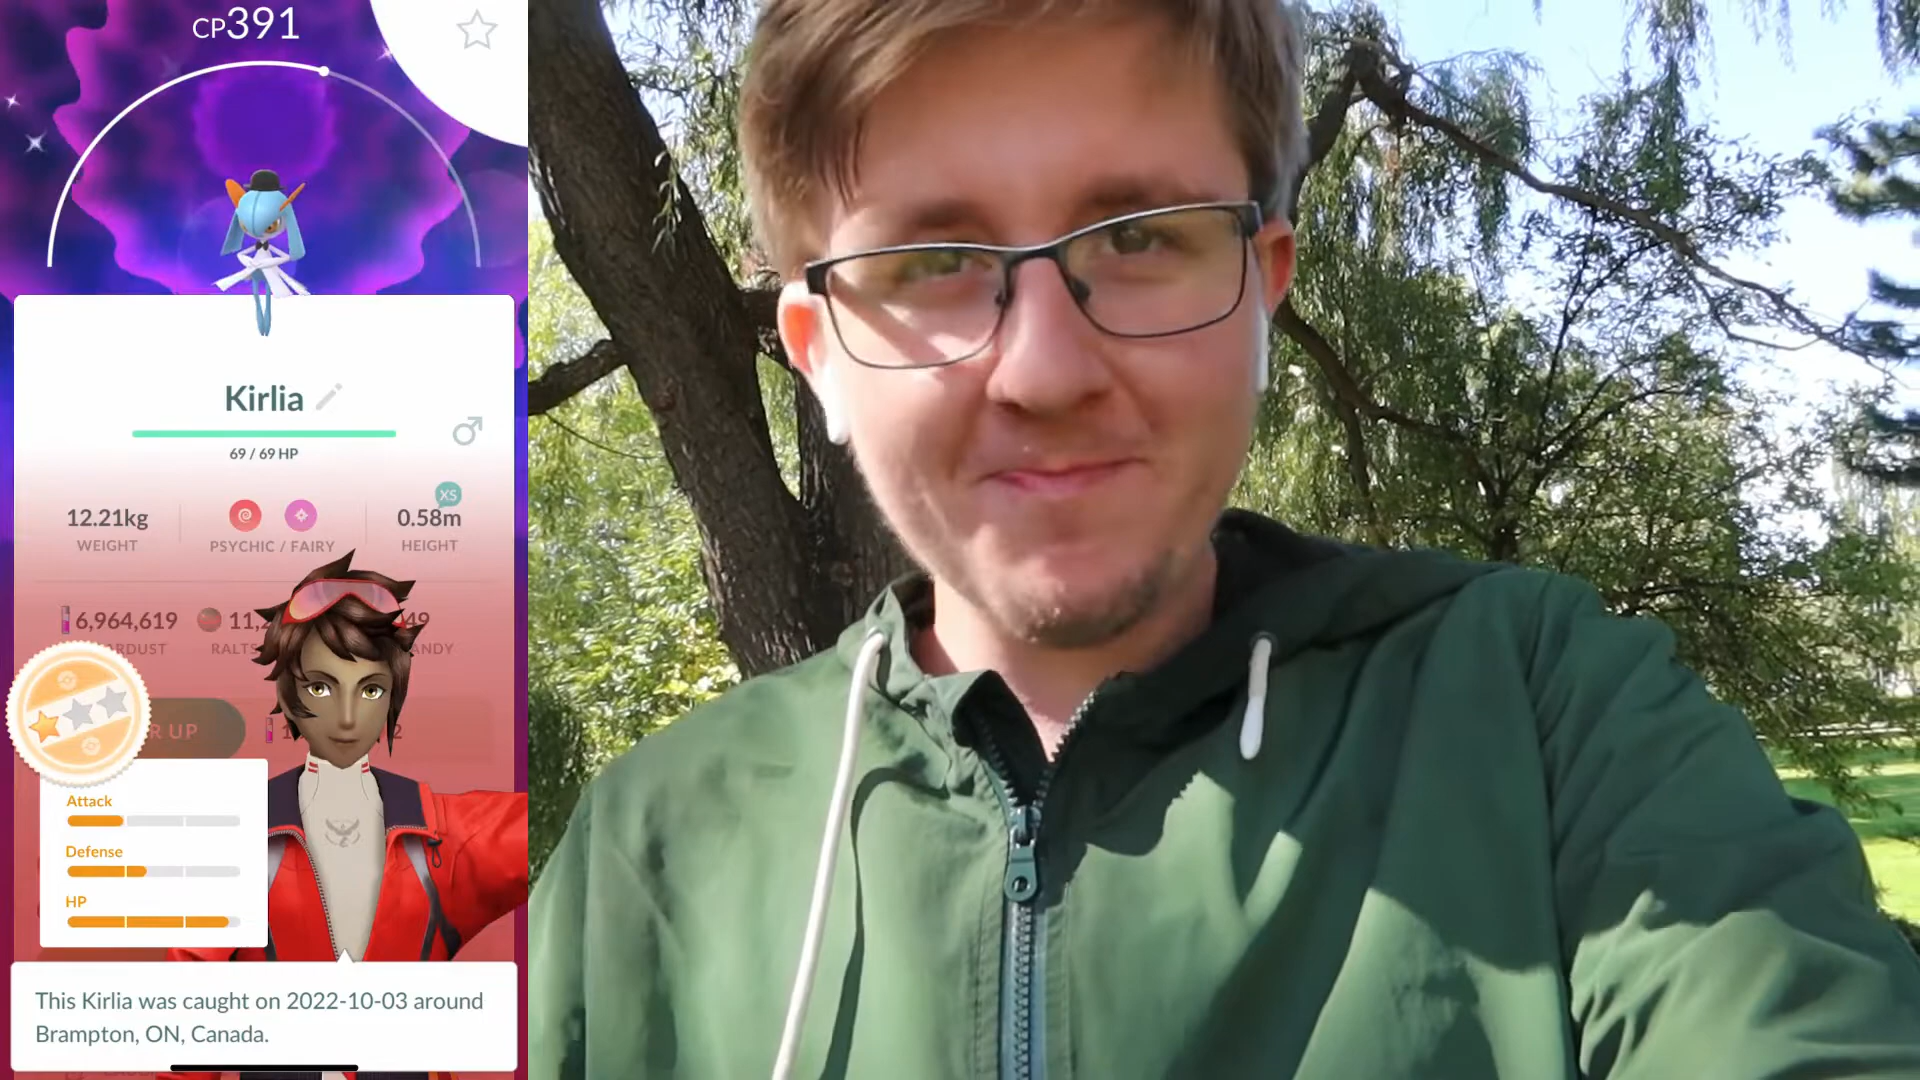 CP391
Kirlia
69 / 69 HP
XS
12.21kg
0.58m
WEIGHT
PSYCHIC / FAIRY
HEIGHT
6,964,619
RALTS
Attack
Defense
HP
This Kirlia was caught on 2022-10-03 around
Brampton, ON, Canada.